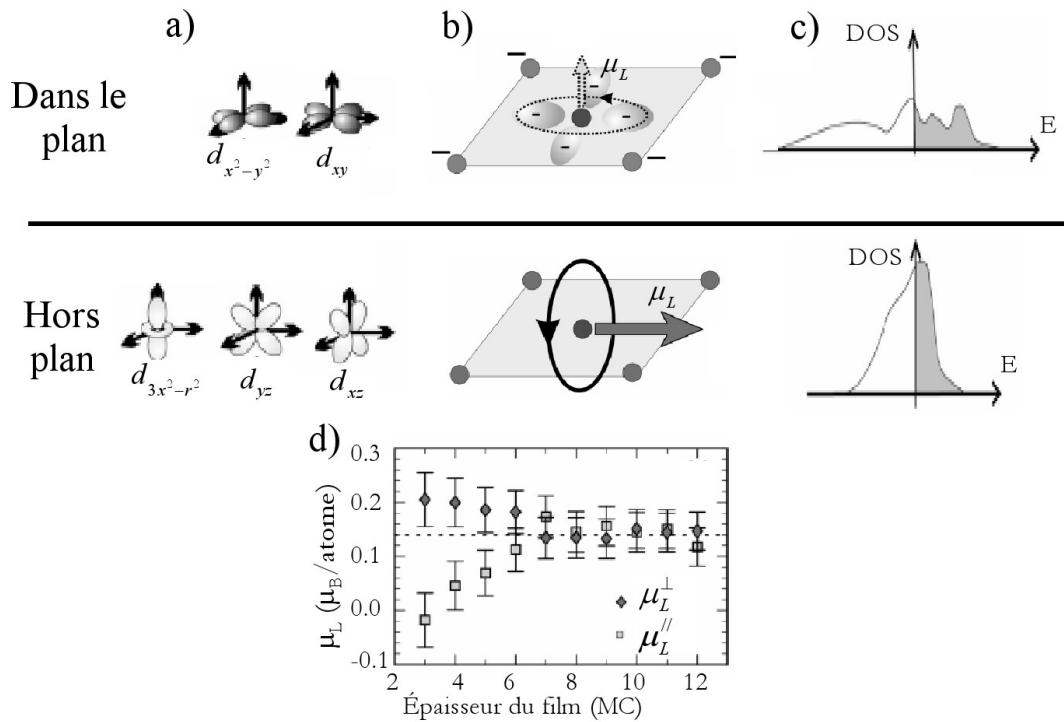 a)
b)
c)
Dans le
plan
d_{x²-y²}
d_{xy}
μ_L
DOS
E
Hors
plan
d_{3x²-r²}
d_{yz}
d_{xz}
μ_L
DOS
E
d)
μ_L (μ_B/atome)
0.3
0.2
0.1
0.0
-0.1
μ_L^⊥
μ_L^{//}
2 4 6 8 10 12
Épaisseur du film (MC)